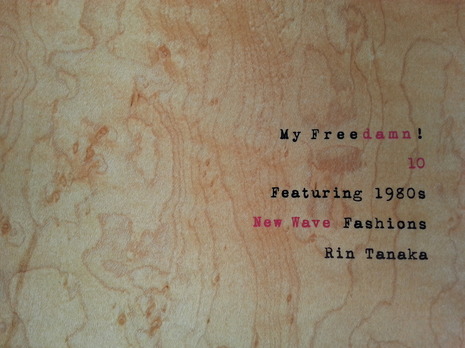 My Freedamn!
10
Featuring 1980s
New Wave Fashions
Rin Tanaka